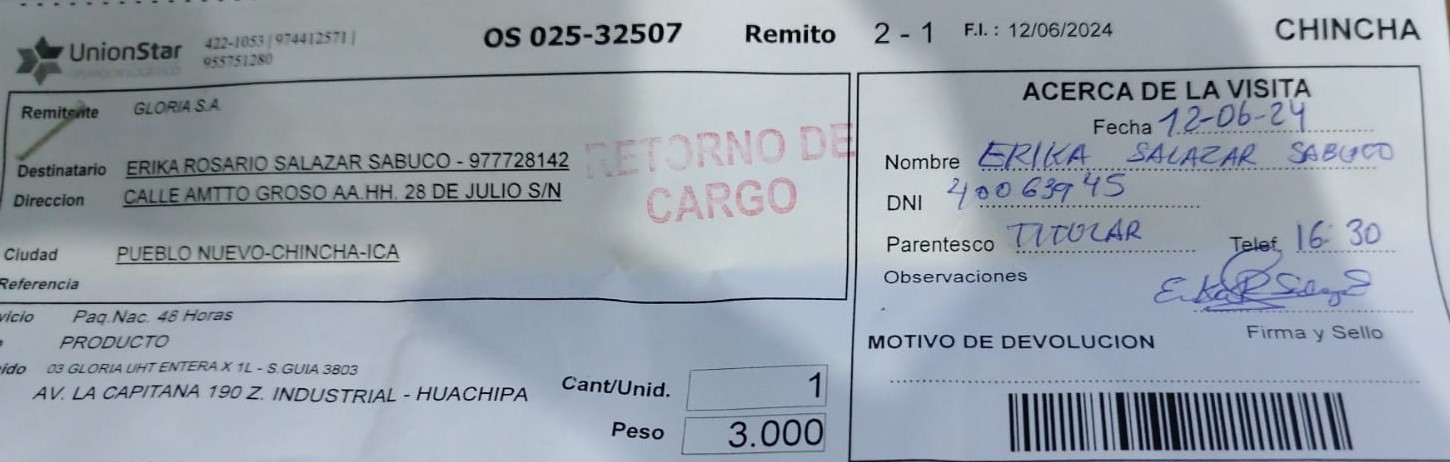 UnionStar 422-1053 | 974412571 |
955751280
OS 025-32507 Remito 2 - 1 F.I. : 12/06/2024 CHINCHA
Remitente GLORIA S.A.
Destinatario ERIKA ROSARIO SALAZAR SABUCO - 977728142
Direccion CALLE AMTTO GROSO AA.HH. 28 DE JULIO S/N
RETORNO DE
CARGO
Ciudad PUEBLO NUEVO-CHINCHA-ICA
Referencia
vicio Paq.Nac. 48 Horas
PRODUCTO
ido 03 GLORIA UHT ENTERA X 1L - S.GUIA 3803
AV. LA CAPITANA 190 Z. INDUSTRIAL - HUACHIPA
Cant/Unid. 1
Peso 3.000
ACERCA DE LA VISITA
Fecha 12-06-24
Nombre ERIKA SALAZAR SABUCO
DNI 40063945
Parentesco TITULAR Telef. 16:30
Observaciones
Firma y Sello
MOTIVO DE DEVOLUCION